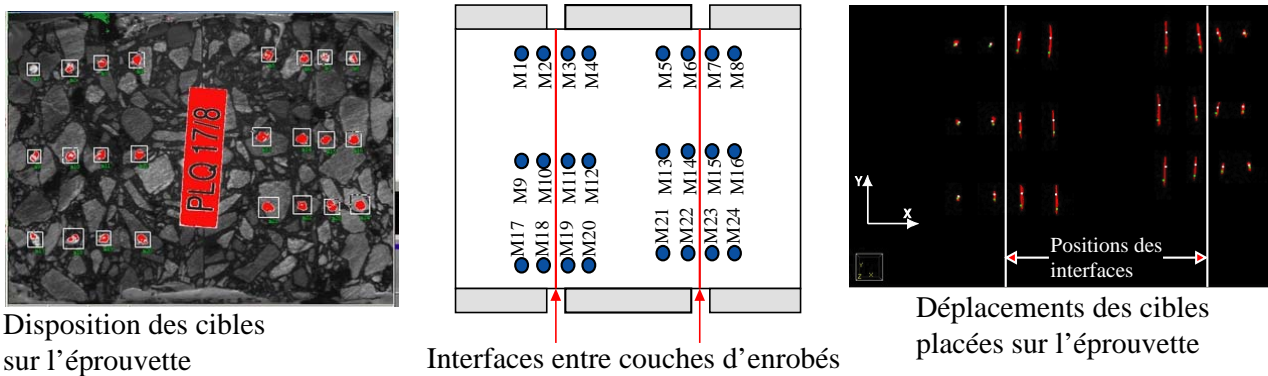 PLQ 17/8
Disposition des cibles
sur l’éprouvette
M1 M2 M3 M4 M5 M6 M7 M8
M9 M10 M11 M12 M13 M14 M15 M16
M17 M18 M19 M20 M21 M22 M23 M24
Interfaces entre couches d’enrobés
Y
X
Positions des
interfaces
Déplacements des cibles
placées sur l’éprouvette